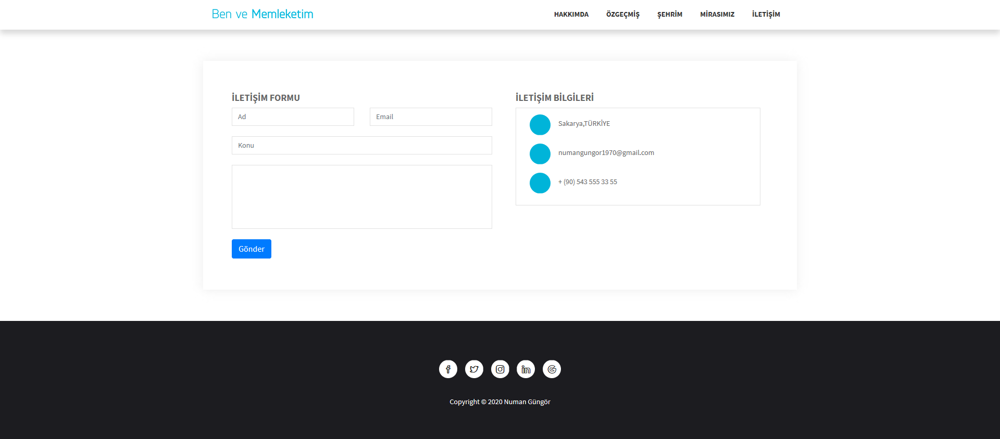 Ben ve Memleketim
HAKKIMDA ÖZGEÇMİŞ ŞEHRİM MİRASIMIZ İLETİŞİM
İLETİŞİM FORMU
Ad Email
Konu
Gönder
İLETİŞİM BİLGİLERİ
Sakarya,TÜRKİYE
numangungor1970@gmail.com
+ (90) 543 555 33 55
Copyright © 2020 Numan Güngör